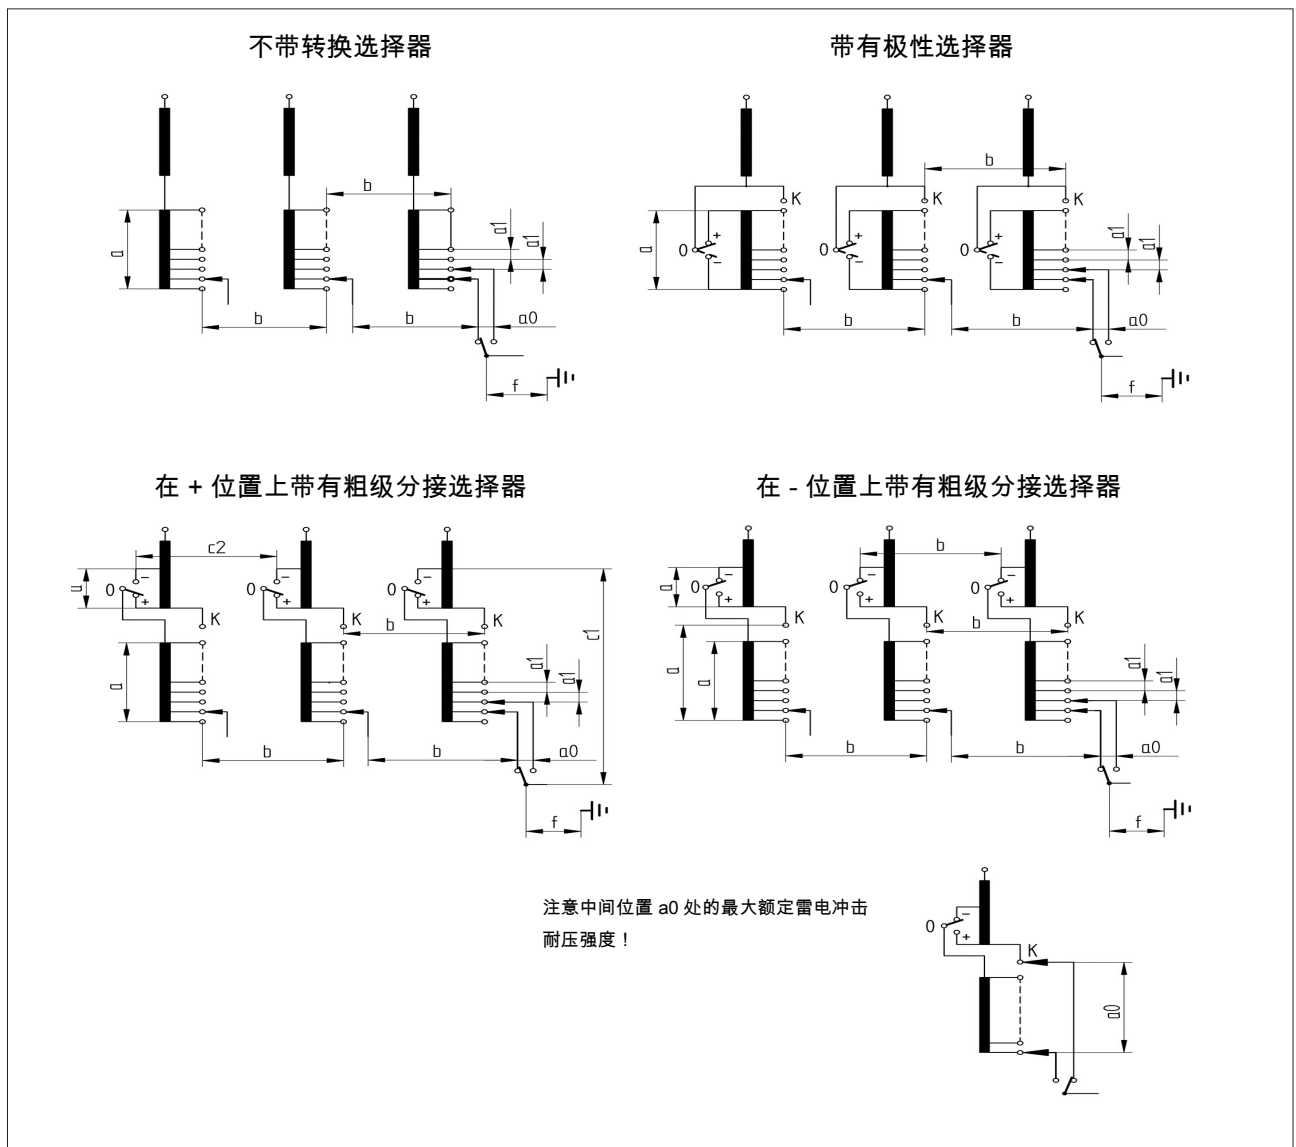 不带转换选择器
带有极性选择器
b
a
a1
a1
b
b
a0
f
b
K
K
K
a
0
+
−
0
+
−
0
+
−
a1
a1
b
b
a0
f
在 + 位置上带有粗级分接选择器
在 - 位置上带有粗级分接选择器
c2
a
0
−
+
0
−
+
0
−
+
K
K
b
c1
a
a1
a1
b
b
a0
f
b
a
0
−
+
0
−
+
0
−
+
K
K
K
b
a
a
a1
a1
b
b
a0
f
注意中间位置 a0 处的最大额定雷电冲击
耐压强度！
0
−
+
K
a0